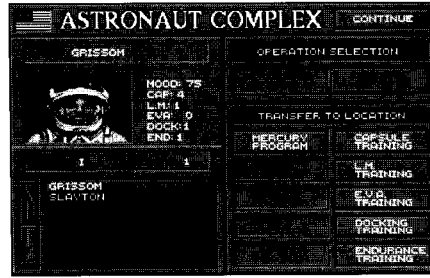 ASTRONAUT COMPLEX
CONTINUE
GRISSOM
MOOD: 75
CAP: 4
L.M.: 1
EVA: 0
DOCK: 1
END: 1
I 1
GRISSOM
SLAYTON
OPERATION SELECTION
TRANSFER TO LOCATION
MERCURY
PROGRAM
CAPSULE
TRAINING
L.M.
TRAINING
E.V.A.
TRAINING
DOCKING
TRAINING
ENDURANCE
TRAINING